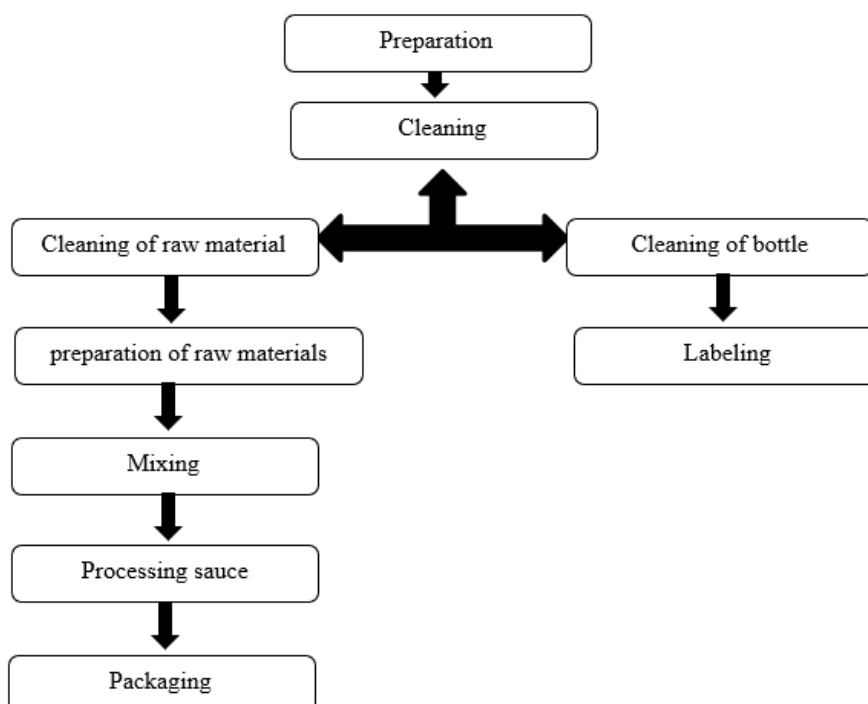 Preparation
Cleaning
Cleaning of raw material
Cleaning of bottle
preparation of raw materials
Labeling
Mixing
Processing sauce
Packaging